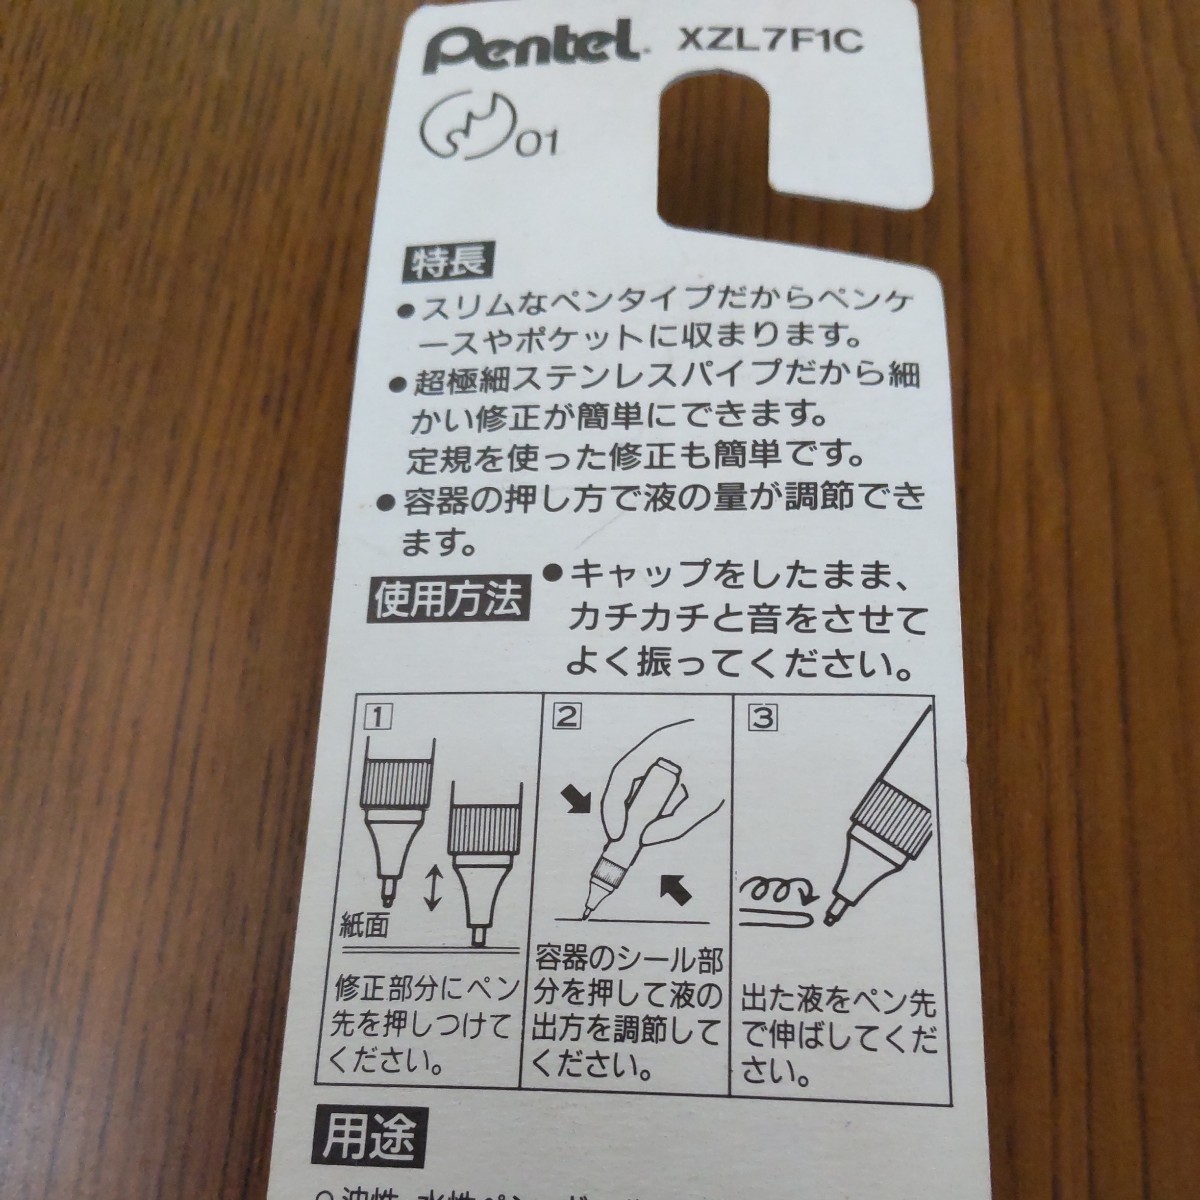 Pentel XZL7F1C
01
特長
●スリムなペンタイプだからペンケ
ースやポケットに収まります。
●超極細ステンレスパイプだから細
かい修正が簡単にできます。
定規を使った修正も簡単です。
●容器の押し方で液の量が調節でき
ます。
使用方法
●キャップをしたまま、
カチカチと音をさせて
よく振ってください。
1
紙面
修正部分にペン
先を押しつけて
ください。
2
容器のシール部
分を押して液の
出方を調節して
ください。
3
出た液をペン先
で伸ばしてくだ
さい。
用途
○油性、水性ペン